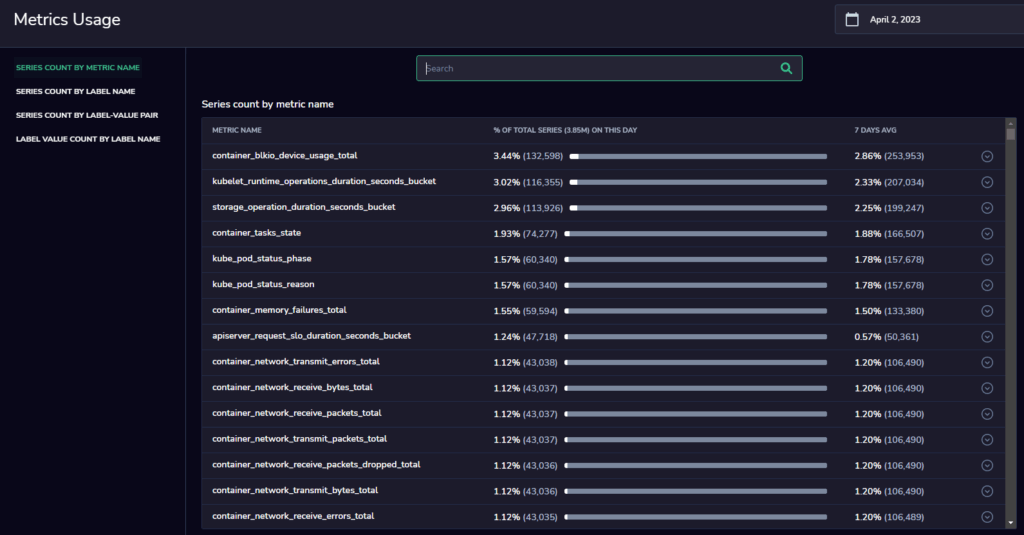 Metrics Usage
April 2, 2023
SERIES COUNT BY METRIC NAME
SERIES COUNT BY LABEL NAME
SERIES COUNT BY LABEL-VALUE PAIR
LABEL VALUE COUNT BY LABEL NAME
Search
Series count by metric name
METRIC NAME % OF TOTAL SERIES (3.85M) ON THIS DAY 7 DAYS AVG
container_blkio_device_usage_total 3.44% (132,598) 2.86% (253,953)
kubelet_runtime_operations_duration_seconds_bucket 3.02% (116,355) 2.33% (207,034)
storage_operation_duration_seconds_bucket 2.96% (113,926) 2.25% (199,247)
container_tasks_state 1.93% (74,277) 1.88% (166,507)
kube_pod_status_phase 1.57% (60,340) 1.78% (157,678)
kube_pod_status_reason 1.57% (60,340) 1.78% (157,678)
container_memory_failures_total 1.55% (59,594) 1.50% (133,380)
apiserver_request_slo_duration_seconds_bucket 1.24% (47,718) 0.57% (50,361)
container_network_transmit_errors_total 1.12% (43,038) 1.20% (106,490)
container_network_receive_bytes_total 1.12% (43,037) 1.20% (106,490)
container_network_receive_packets_total 1.12% (43,037) 1.20% (106,490)
container_network_transmit_packets_total 1.12% (43,037) 1.20% (106,490)
container_network_receive_packets_dropped_total 1.12% (43,036) 1.20% (106,490)
container_network_transmit_bytes_total 1.12% (43,036) 1.20% (106,490)
container_network_receive_errors_total 1.12% (43,035) 1.20% (106,489)